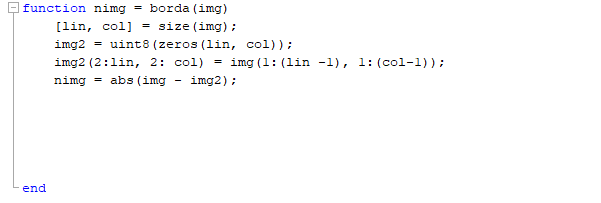 function nimg = borda(img)
[lin, col] = size(img);
img2 = uint8(zeros(lin, col));
img2(2:lin, 2: col) = img(1:(lin -1), 1:(col-1));
nimg = abs(img - img2);
end